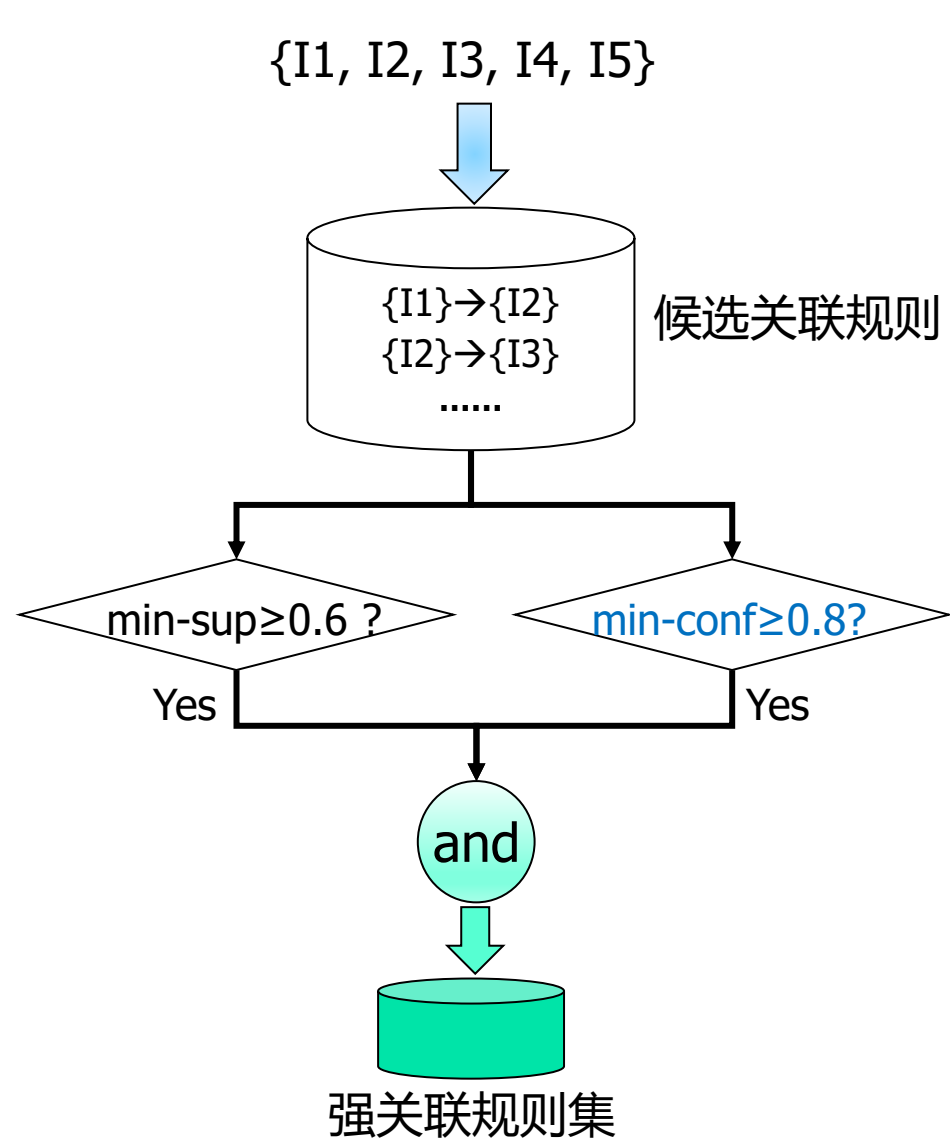 {I1, I2, I3, I4, I5}
{I1}→{I2}
{I2}→{I3}
……
候选关联规则
min-sup≥0.6 ?
min-conf≥0.8?
Yes
Yes
and
强关联规则集